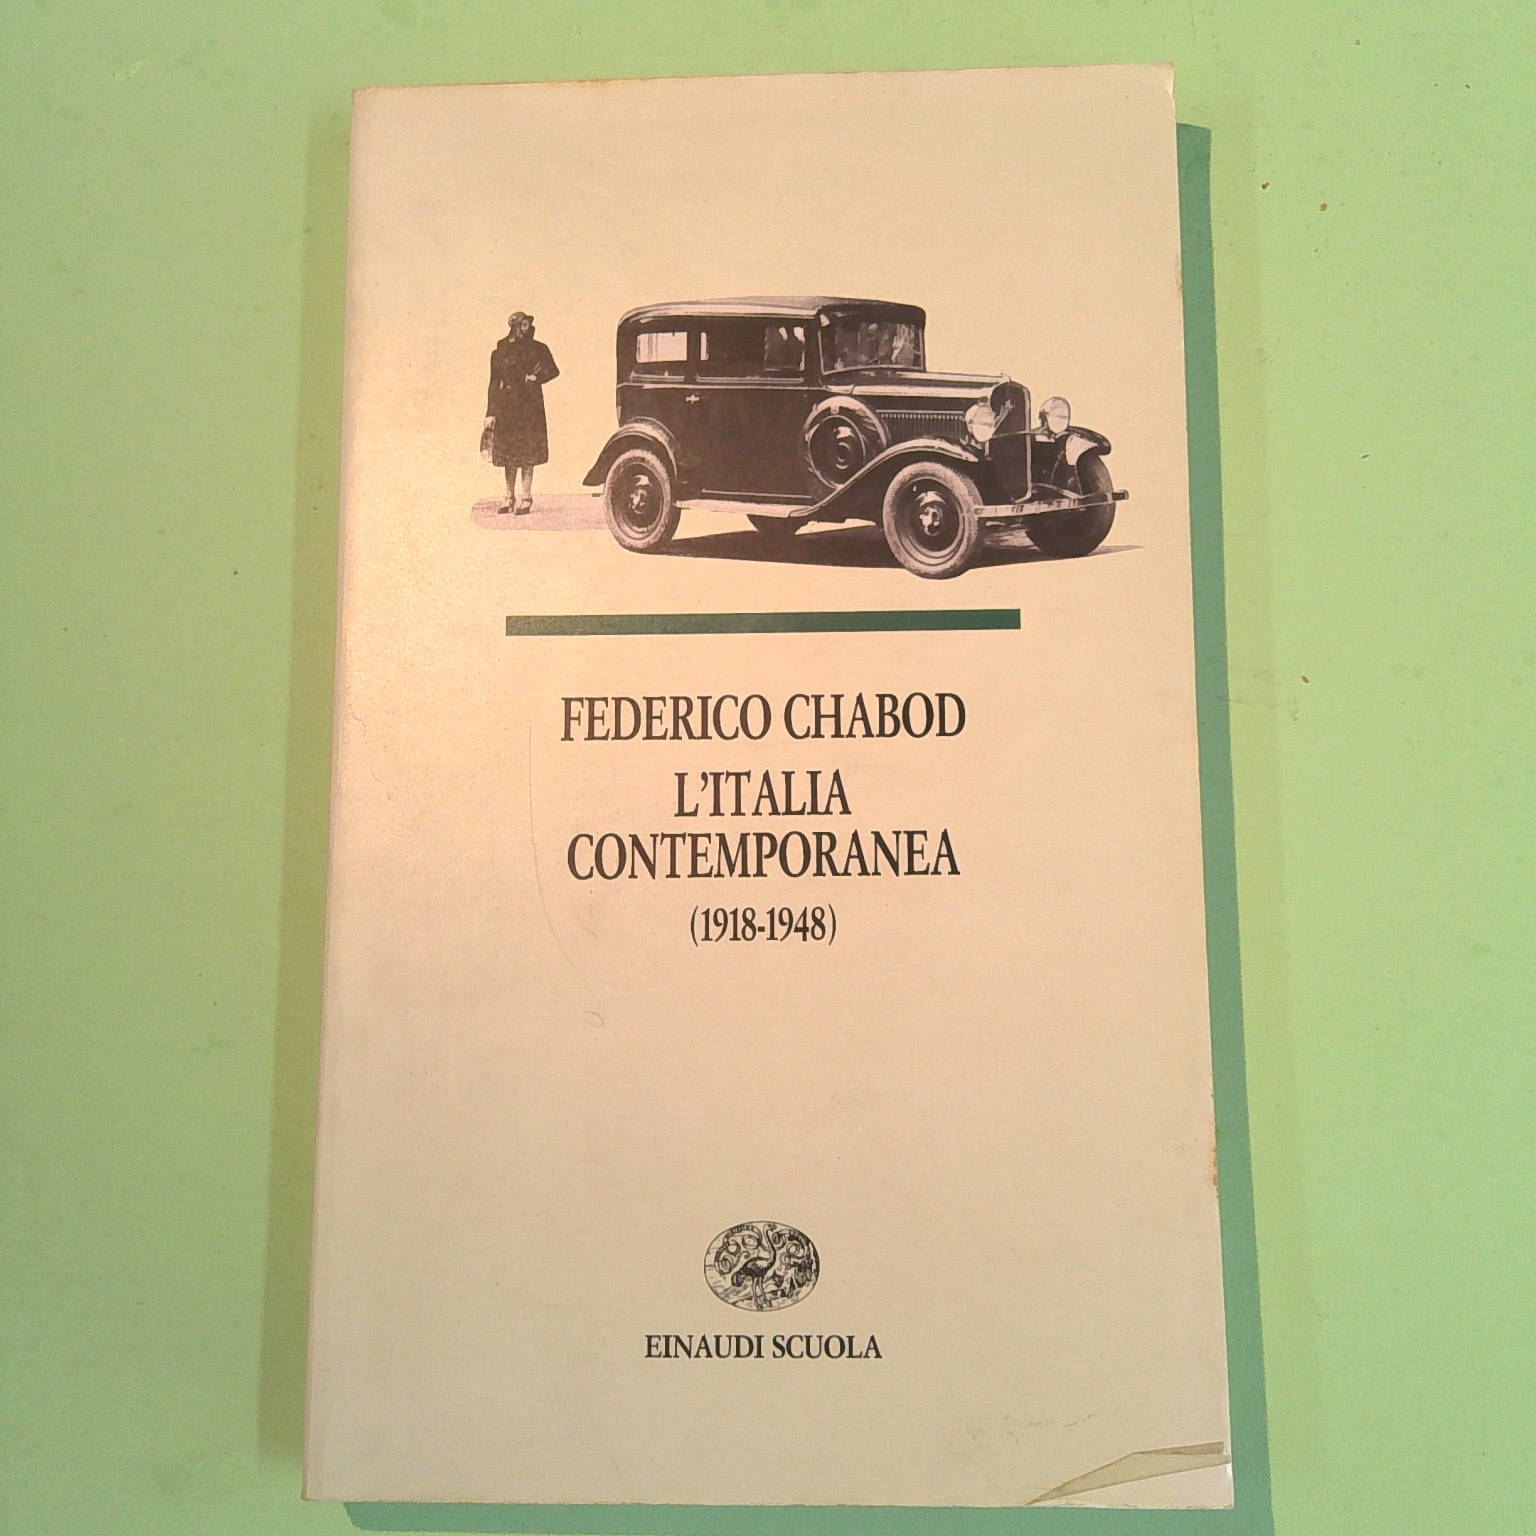 FEDERICO CHABOD
L'ITALIA
CONTEMPORANEA
(1918-1948)
EINAUDI SCUOLA